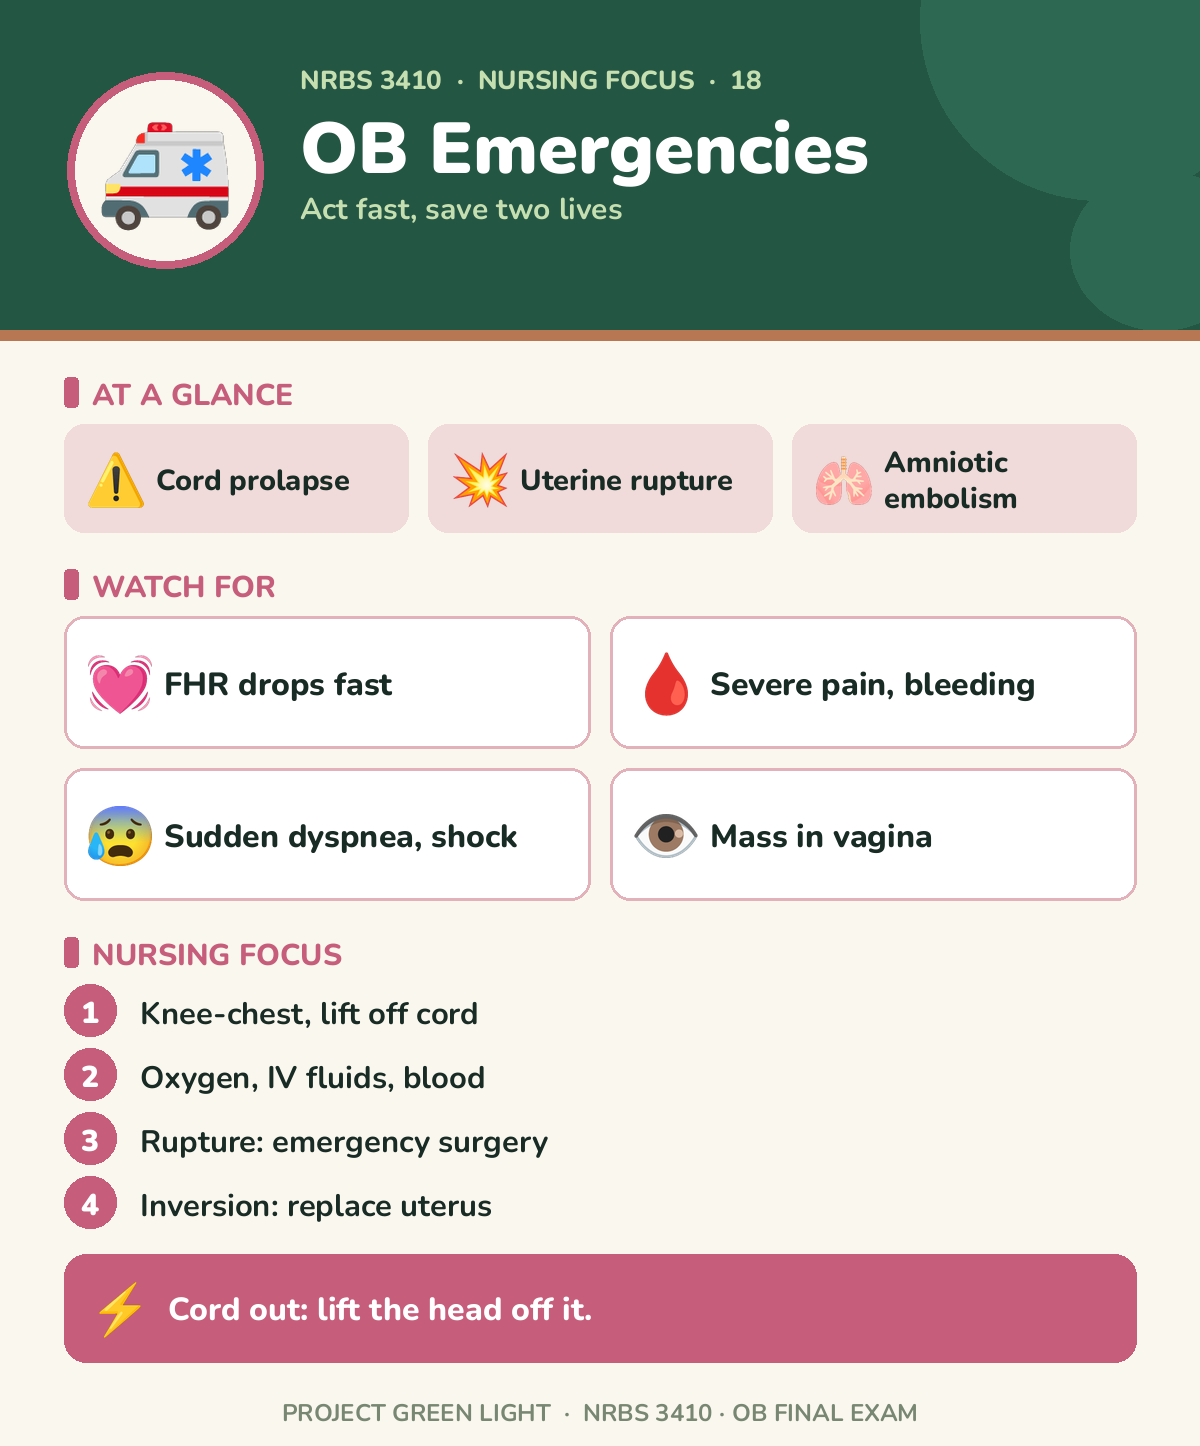 NRBS 3410 · NURSING FOCUS · 18
OB Emergencies
Act fast, save two lives
AT A GLANCE
Cord prolapse
Uterine rupture
Amniotic
embolism
WATCH FOR
FHR drops fast
Severe pain, bleeding
Sudden dyspnea, shock
Mass in vagina
NURSING FOCUS
1 Knee-chest, lift off cord
2 Oxygen, IV fluids, blood
3 Rupture: emergency surgery
4 Inversion: replace uterus
Cord out: lift the head off it.
PROJECT GREEN LIGHT · NRBS 3410 · OB FINAL EXAM